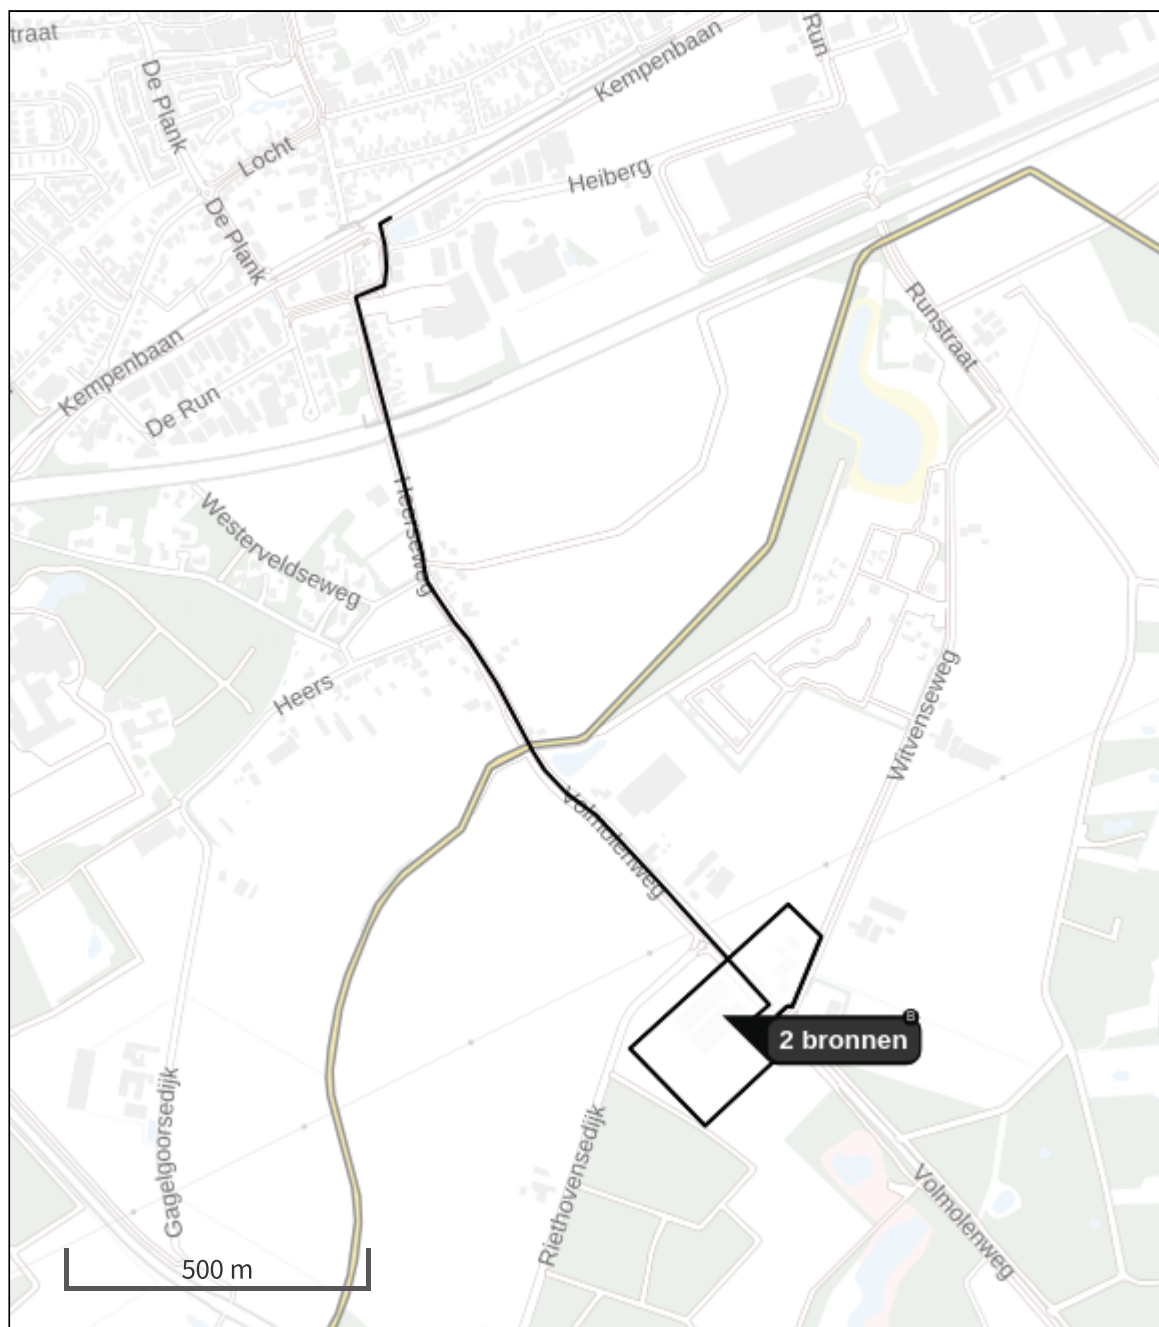 traat
De Plank
Locht
De Plank
Kempenbaan
Run
Heiberg
Kempenbaan
De Run
Runstraat
Heerseweg
Westerveldseweg
Heers
Witvenseweg
Volmolenweg
B
2 bronnen
Gagelgoorsedijk
Riethovensedijk
Volmolenweg
500 m